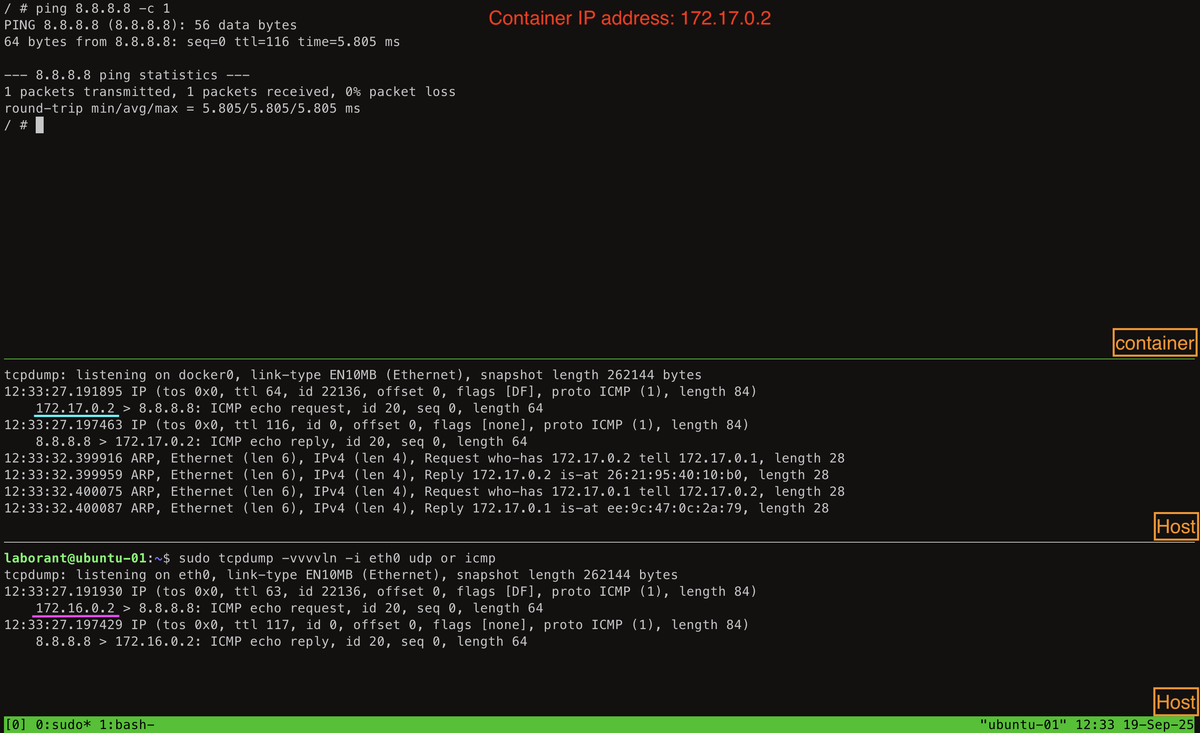 / # ping 8.8.8.8 -c 1
Container IP address: 172.17.0.2
PING 8.8.8.8 (8.8.8.8): 56 data bytes
64 bytes from 8.8.8.8: seq=0 ttl=116 time=5.805 ms
--- 8.8.8.8 ping statistics ---
1 packets transmitted, 1 packets received, 0% packet loss
round-trip min/avg/max = 5.805/5.805/5.805 ms
/ #
container
tcpdump: listening on docker0, link-type EN10MB (Ethernet), snapshot length 262144 bytes
12:33:27.191895 IP (tos 0x0, ttl 64, id 22136, offset 0, flags [DF], proto ICMP (1), length 84)
172.17.0.2 > 8.8.8.8: ICMP echo request, id 20, seq 0, length 64
12:33:27.197463 IP (tos 0x0, ttl 116, id 0, offset 0, flags [none], proto ICMP (1), length 84)
8.8.8.8 > 172.17.0.2: ICMP echo reply, id 20, seq 0, length 64
12:33:32.399916 ARP, Ethernet (len 6), IPv4 (len 4), Request who-has 172.17.0.2 tell 172.17.0.1, length 28
12:33:32.399959 ARP, Ethernet (len 6), IPv4 (len 4), Reply 172.17.0.2 is-at 26:21:95:40:10:b0, length 28
12:33:32.400075 ARP, Ethernet (len 6), IPv4 (len 4), Request who-has 172.17.0.1 tell 172.17.0.2, length 28
12:33:32.400087 ARP, Ethernet (len 6), IPv4 (len 4), Reply 172.17.0.1 is-at ee:9c:47:0c:2a:79, length 28
Host
laborant@ubuntu-01:~$ sudo tcpdump -vvvvln -i eth0 udp or icmp
tcpdump: listening on eth0, link-type EN10MB (Ethernet), snapshot length 262144 bytes
12:33:27.191930 IP (tos 0x0, ttl 63, id 22136, offset 0, flags [DF], proto ICMP (1), length 84)
172.16.0.2 > 8.8.8.8: ICMP echo request, id 20, seq 0, length 64
12:33:27.197429 IP (tos 0x0, ttl 117, id 0, offset 0, flags [none], proto ICMP (1), length 84)
8.8.8.8 > 172.16.0.2: ICMP echo reply, id 20, seq 0, length 64
Host
[0] 0:sudo* 1:bash- "ubuntu-01" 12:33 19-Sep-25